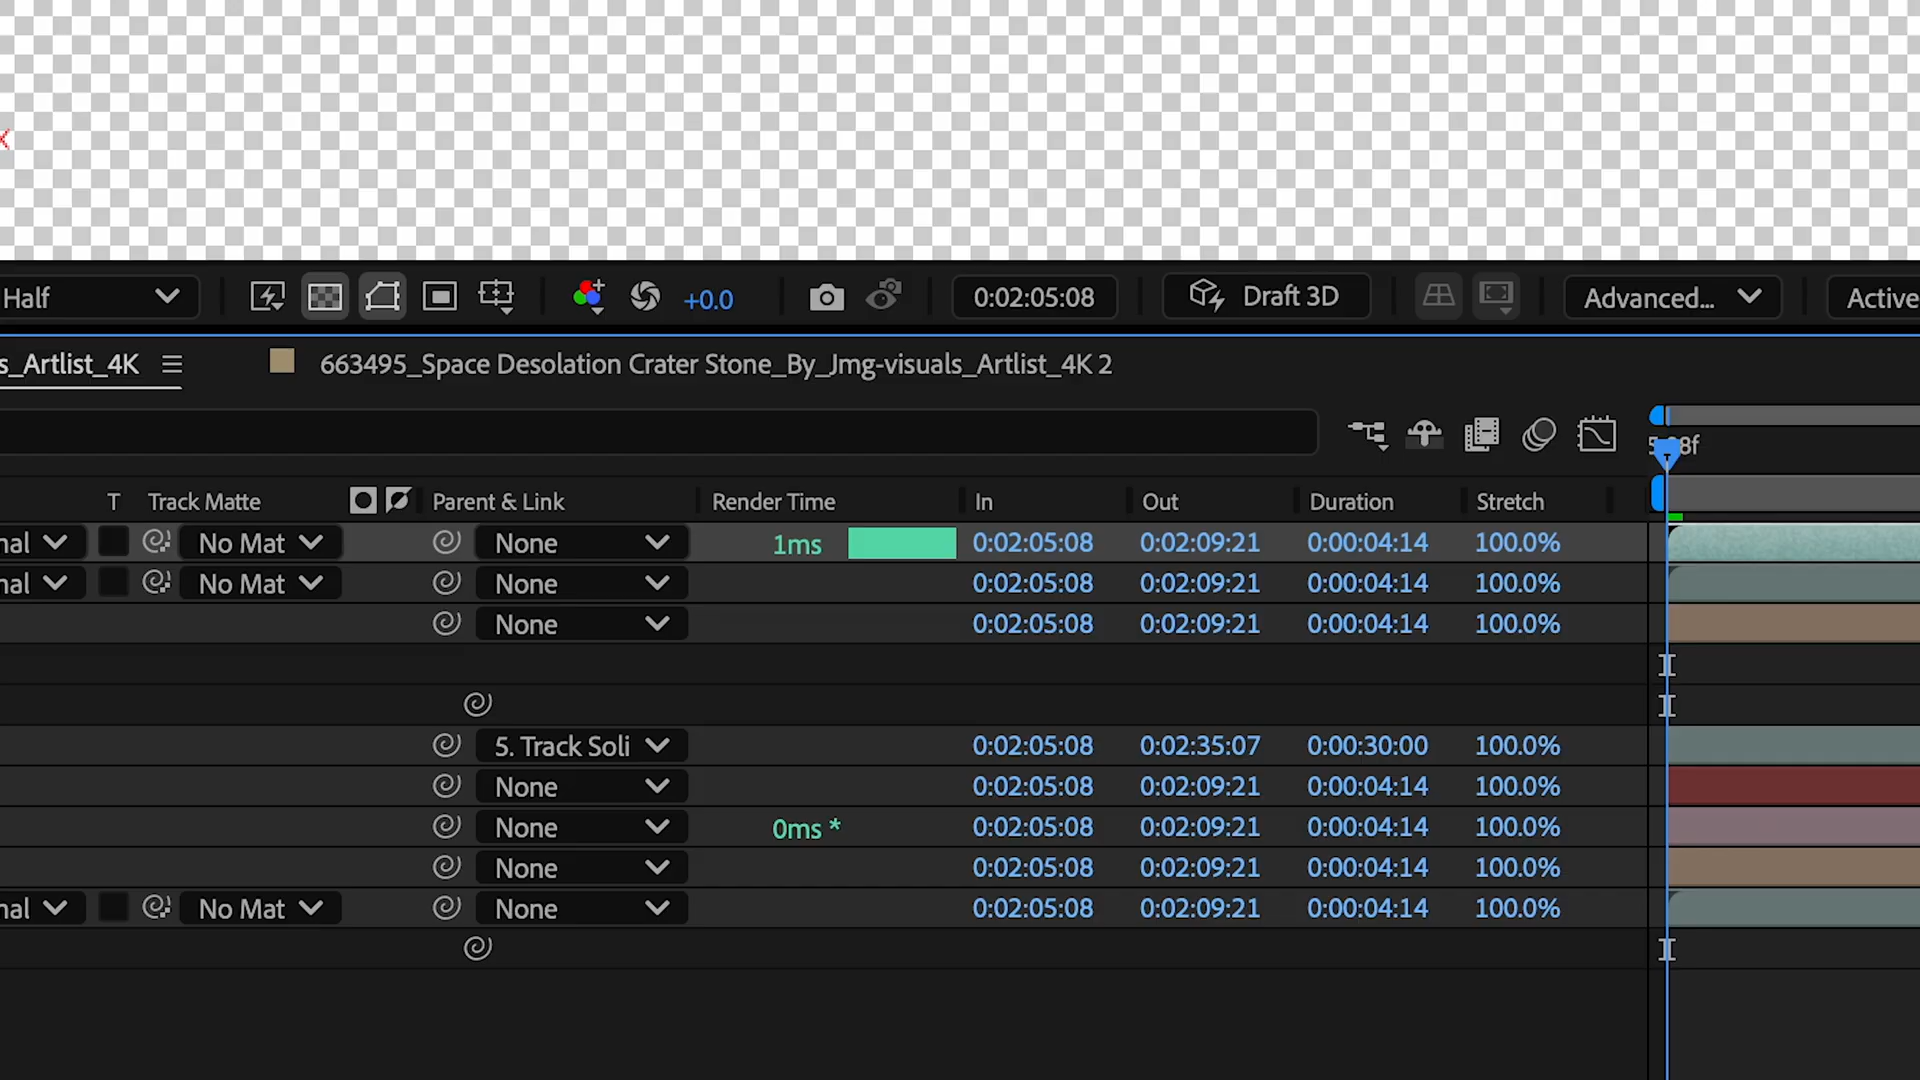 Half +0.0 0:02:05:08 Draft 3D Advanced... Active
s_Artlist_4K 663495_Space Desolation Crater Stone_By_Jmg-visuals_Artlist_4K 2
T Track Matte Parent & Link Render Time In Out Duration Stretch
nal No Mat None 1ms 0:02:05:08 0:02:09:21 0:00:04:14 100.0%
nal No Mat None 0:02:05:08 0:02:09:21 0:00:04:14 100.0%
None 0:02:05:08 0:02:09:21 0:00:04:14 100.0%
5. Track Soli 0:02:05:08 0:02:35:07 0:00:30:00 100.0%
None 0:02:05:08 0:02:09:21 0:00:04:14 100.0%
None 0ms * 0:02:05:08 0:02:09:21 0:00:04:14 100.0%
None 0:02:05:08 0:02:09:21 0:00:04:14 100.0%
nal No Mat None 0:02:05:08 0:02:09:21 0:00:04:14 100.0%